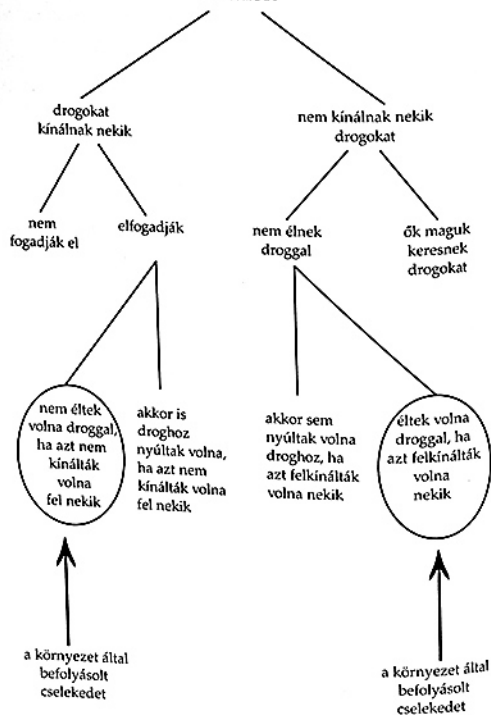 drogokat
kínálnak nekik
nem kínálnak nekik
drogokat
nem
fogadják el
elfogadják
nem élnek
droggal
ők maguk
keresnek
drogokat
nem éltek
volna droggal,
ha azt nem
kínálták
volna
fel nekik
akkor is
droghoz
nyúltak volna,
ha azt nem
kínálták volna
fel nekik
akkor sem
nyúltak volna
droghoz, ha
azt felkínálták
volna nekik
éltek volna
droggal, ha
azt felkínálták
volna
nekik
a környezet által
befolyásolt
cselekedet
a környezet által
befolyásolt
cselekedet